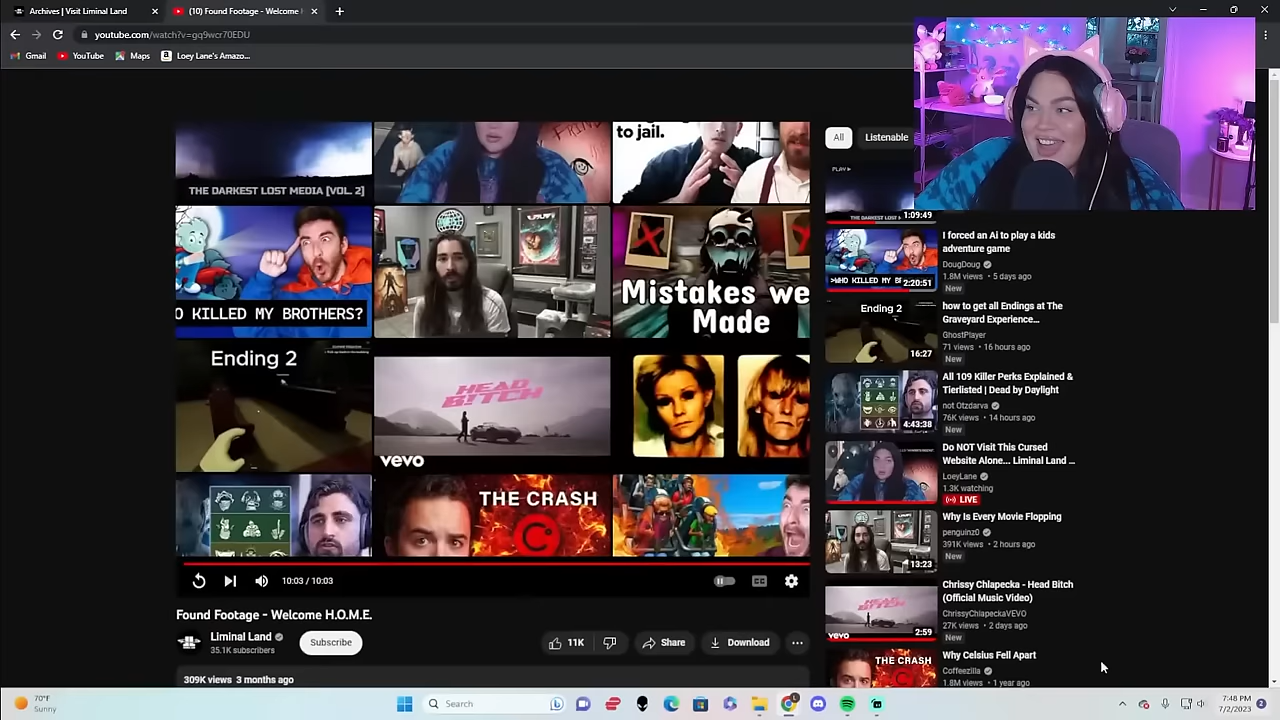 Archives | Visit Liminal Land
(10) Found Footage - Welcome H
youtube.com/watch?v=gq9wcr70EDU
Gmail
YouTube
Maps
Loey Lane's Amazo...
THE DARKEST LOST MEDIA [VOL. 2]
to jail.
O KILLED MY BROTHERS?
Mistakes we
Made
Ending 2
HEAD
B!TCH
vevo
THE CRASH
10:03 / 10:03
CC
Found Footage - Welcome H.O.M.E.
Liminal Land
35.1K subscribers
Subscribe
11K
Share
Download
309K views 3 months ago
All
Listenable
PLAY
1:09:49
I forced an Ai to play a kids
adventure game
DougDoug
1.8M views • 5 days ago
New
>WHO KILLED MY B
2:20:51
how to get all Endings at The
Graveyard Experience...
GhostPlayer
71 views • 16 hours ago
New
Ending 2
16:27
All 109 Killer Perks Explained &
Tierlisted | Dead by Daylight
not Otzdarva
76K views • 14 hours ago
New
4:43:38
Do NOT Visit This Cursed
Website Alone... Liminal Land ...
LoeyLane
1.3K watching
LIVE
Why Is Every Movie Flopping
penguinz0
391K views • 2 hours ago
New
13:23
Chrissy Chlapecka - Head Bitch
(Official Music Video)
ChrissyChlapeckaVEVO
27K views • 2 days ago
New
vevo
2:59
Why Celsius Fell Apart
Coffeezilla
1.8M views • 1 year ago
THE CRASH
70°F
Sunny
Search
7:48 PM
7/2/2023